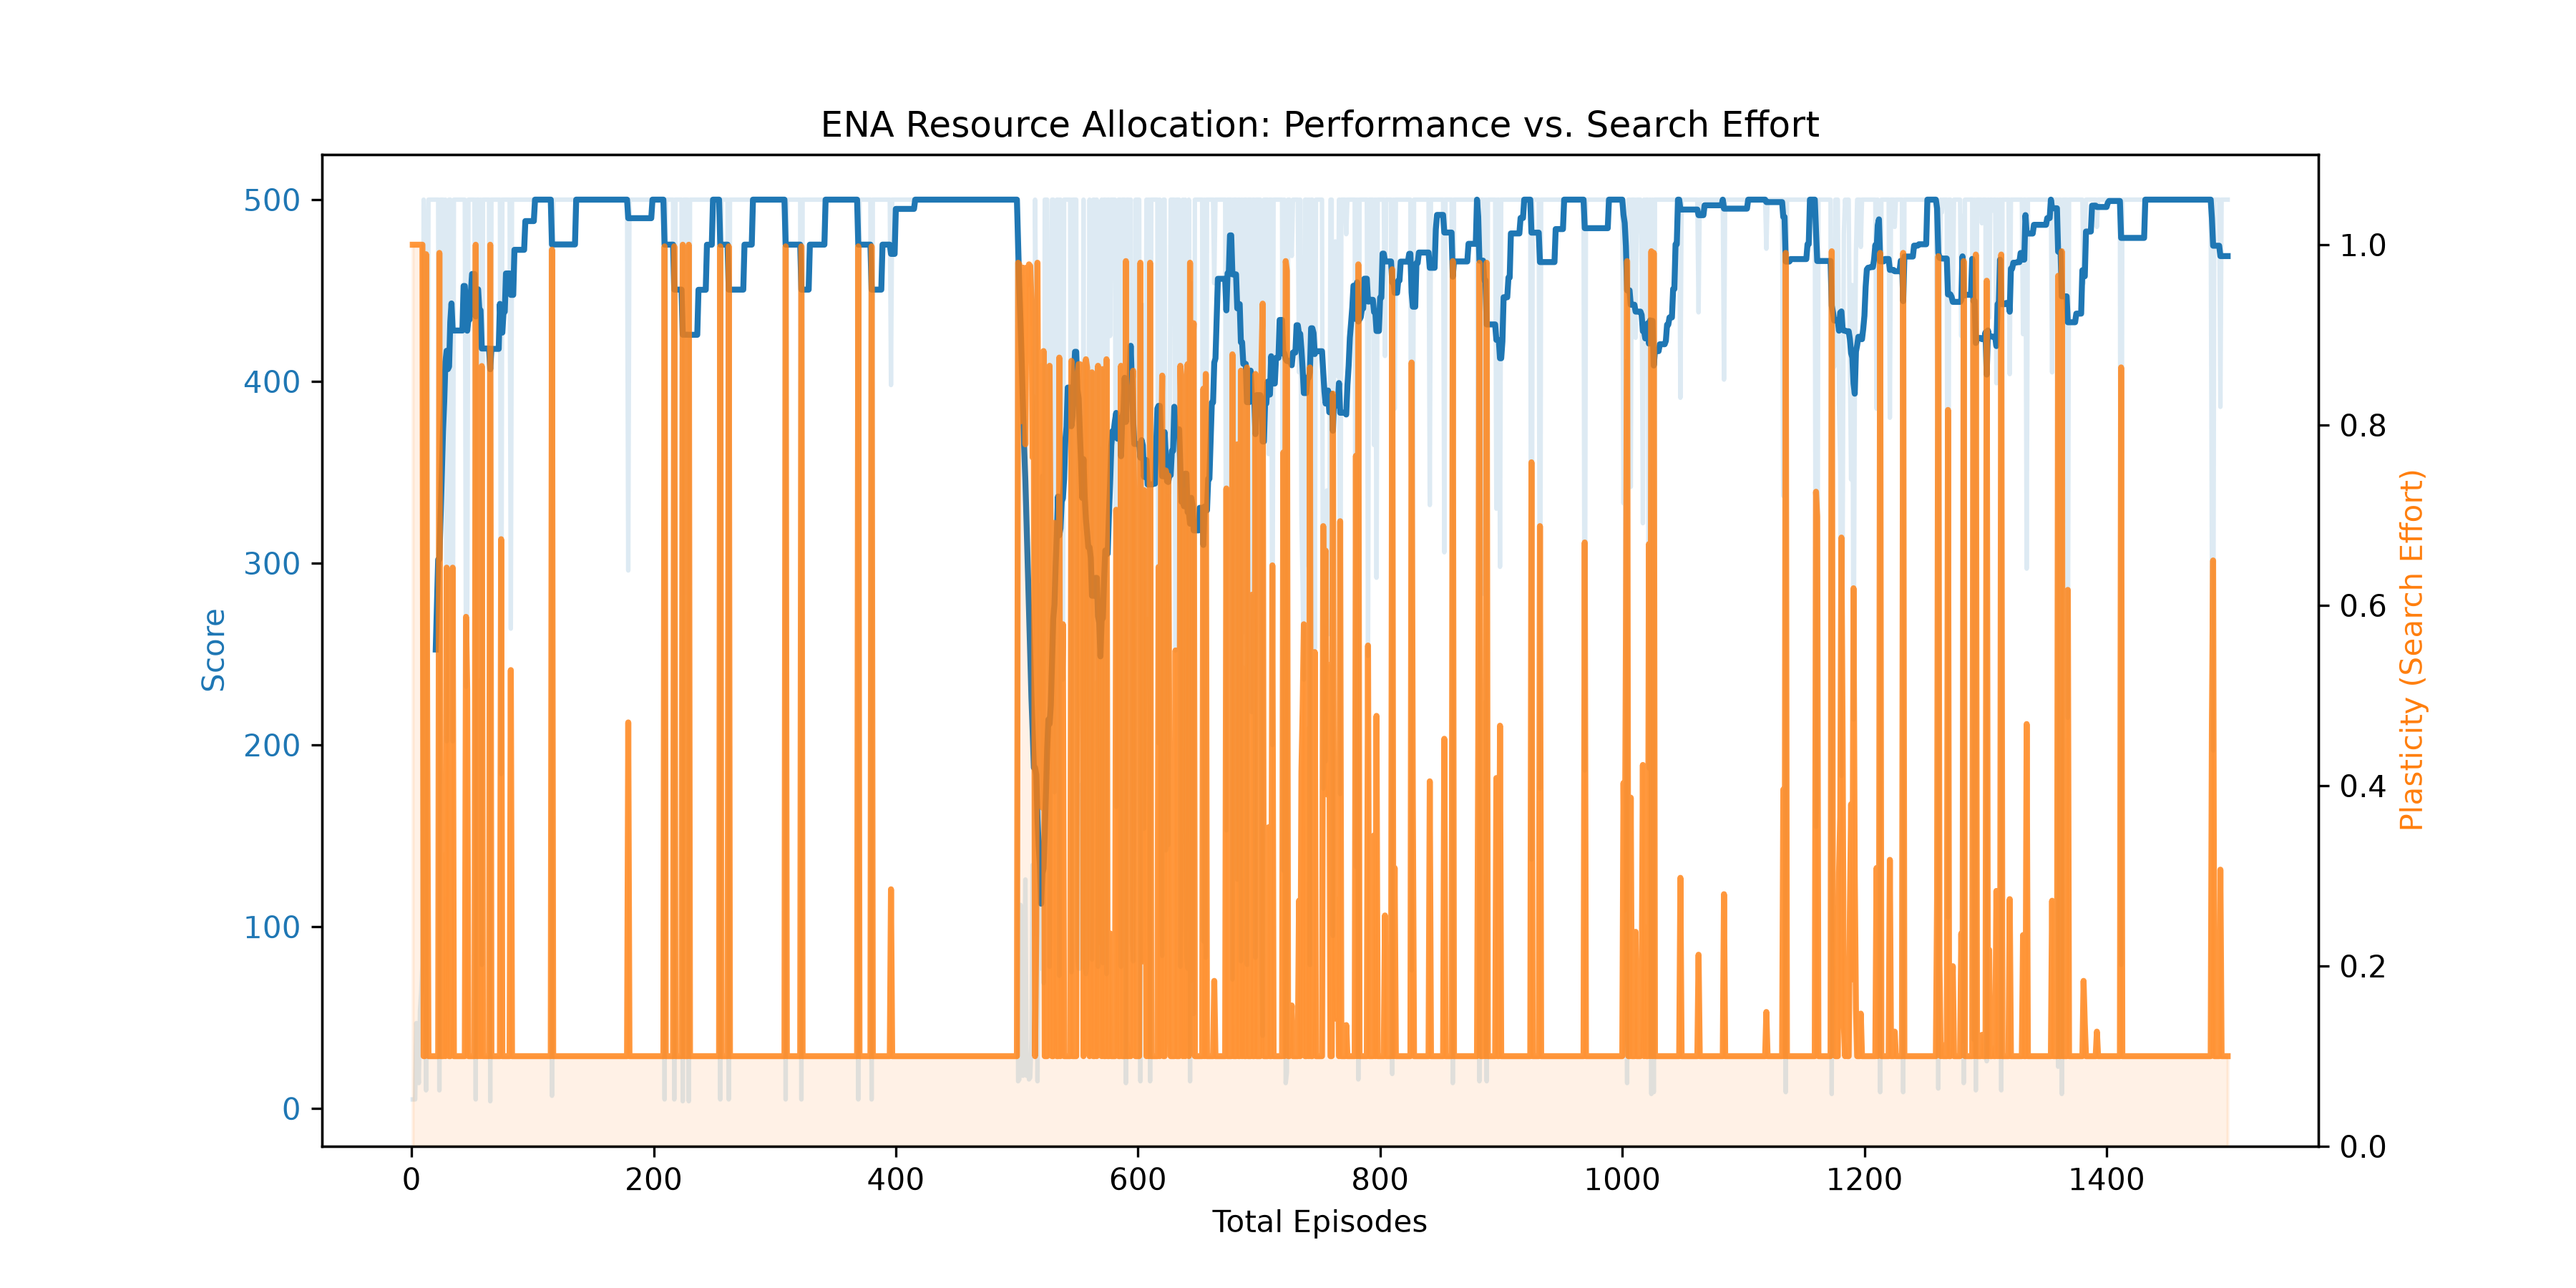 ENA Resource Allocation: Performance vs. Search Effort
500
400
300
200
100
0
Score
1.0
0.8
0.6
0.4
0.2
0.0
Plasticity (Search Effort)
0 200 400 600 800 1000 1200 1400
Total Episodes